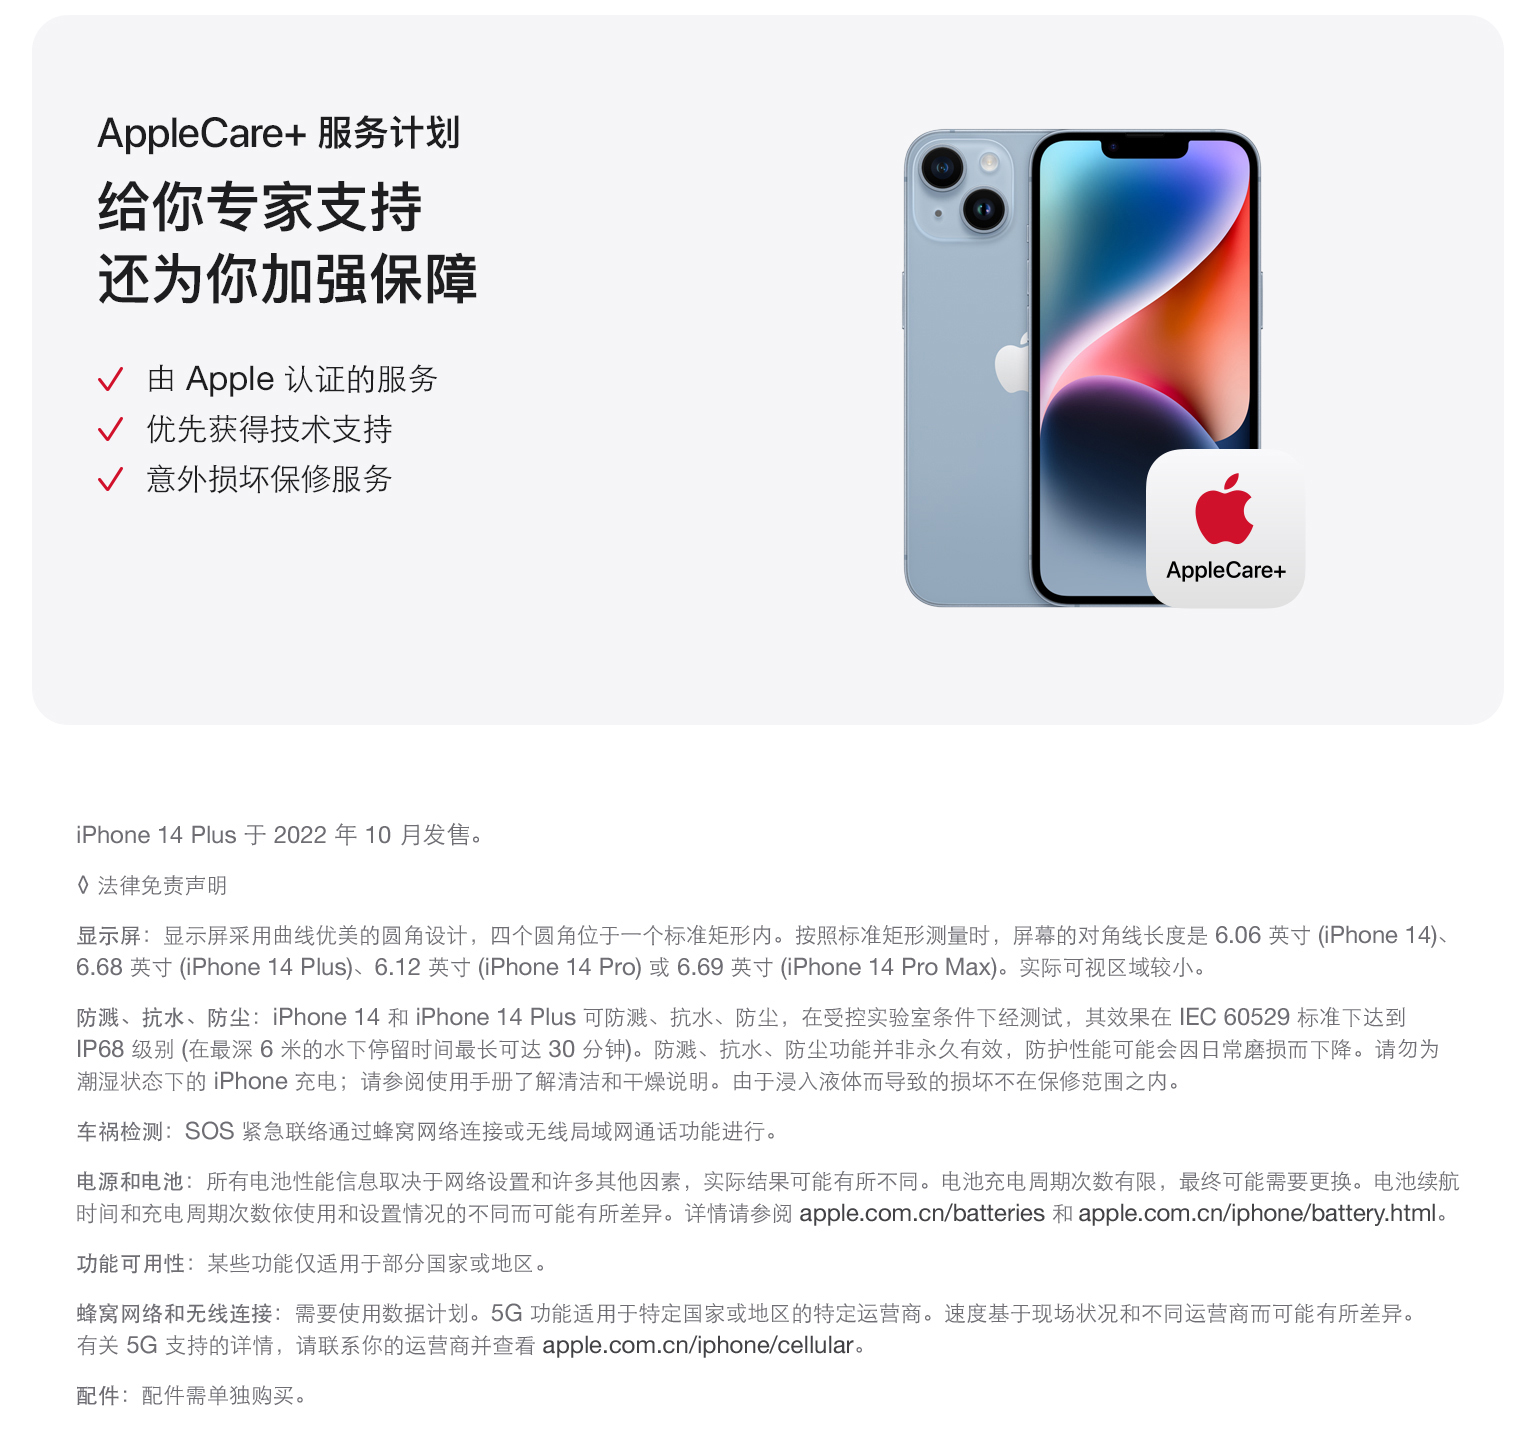 AppleCare+ 服务计划
给你专家支持
还为你加强保障
由 Apple 认证的服务
优先获得技术支持
意外损坏保修服务
AppleCare+
iPhone 14 Plus 于 2022 年 10 月发售。
◊ 法律免责声明
显示屏：显示屏采用曲线优美的圆角设计，四个圆角位于一个标准矩形内。按照标准矩形测量时，屏幕的对角线长度是 6.06 英寸 (iPhone 14)、
6.68 英寸 (iPhone 14 Plus)、6.12 英寸 (iPhone 14 Pro) 或 6.69 英寸 (iPhone 14 Pro Max)。实际可视区域较小。
防溅、抗水、防尘：iPhone 14 和 iPhone 14 Plus 可防溅、抗水、防尘，在受控实验室条件下经测试，其效果在 IEC 60529 标准下达到
IP68 级别 (在最深 6 米的水下停留时间最长可达 30 分钟)。防溅、抗水、防尘功能并非永久有效，防护性能可能会因日常磨损而下降。请勿为
潮湿状态下的 iPhone 充电；请参阅使用手册了解清洁和干燥说明。由于浸入液体而导致的损坏不在保修范围之内。
车祸检测：SOS 紧急联络通过蜂窝网络连接或无线局域网通话功能进行。
电源和电池：所有电池性能信息取决于网络设置和许多其他因素，实际结果可能有所不同。电池充电周期次数有限，最终可能需要更换。电池续航
时间和充电周期次数依使用和设置情况的不同而可能有所差异。详情请参阅 apple.com.cn/batteries 和 apple.com.cn/iphone/battery.html。
功能可用性：某些功能仅适用于部分国家或地区。
蜂窝网络和无线连接：需要使用数据计划。5G 功能适用于特定国家或地区的特定运营商。速度基于现场状况和不同运营商而可能有所差异。
有关 5G 支持的详情，请联系你的运营商并查看 apple.com.cn/iphone/cellular。
配件：配件需单独购买。